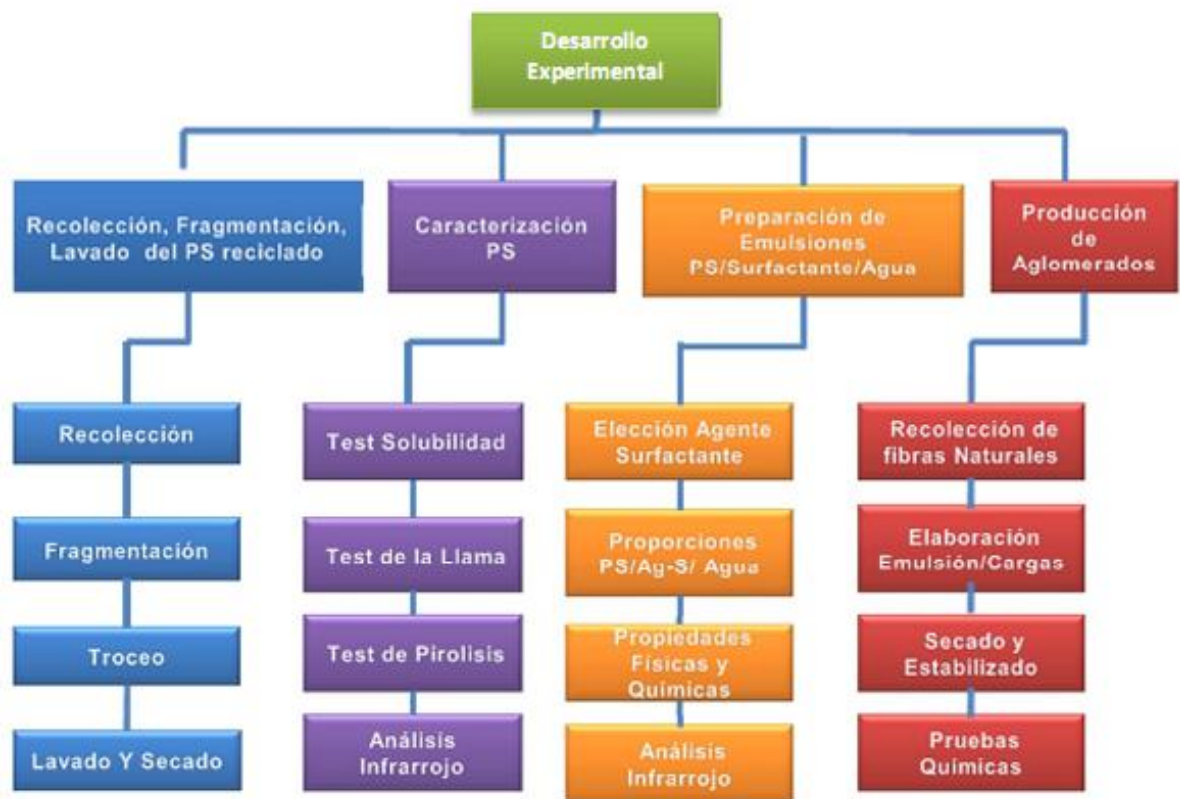 Desarrollo
Experimental
Recolección, Fragmentación,
Lavado del PS reciclado
Caracterización
PS
Preparación de
Emulsiones
PS/Surfactante/Agua
Producción
de
Aglomerados
Recolección
Fragmentación
Troceo
Lavado Y Secado
Test Solubilidad
Test de la Llama
Test de Pirolisis
Análisis
Infrarrojo
Elección Agente
Surfactante
Proporciones
PS/Ag-S/ Agua
Propiedades
Físicas y
Químicas
Análisis
Infrarrojo
Recolección de
fibras Naturales
Elaboración
Emulsión/Cargas
Secado y
Estabilizado
Pruebas
Químicas